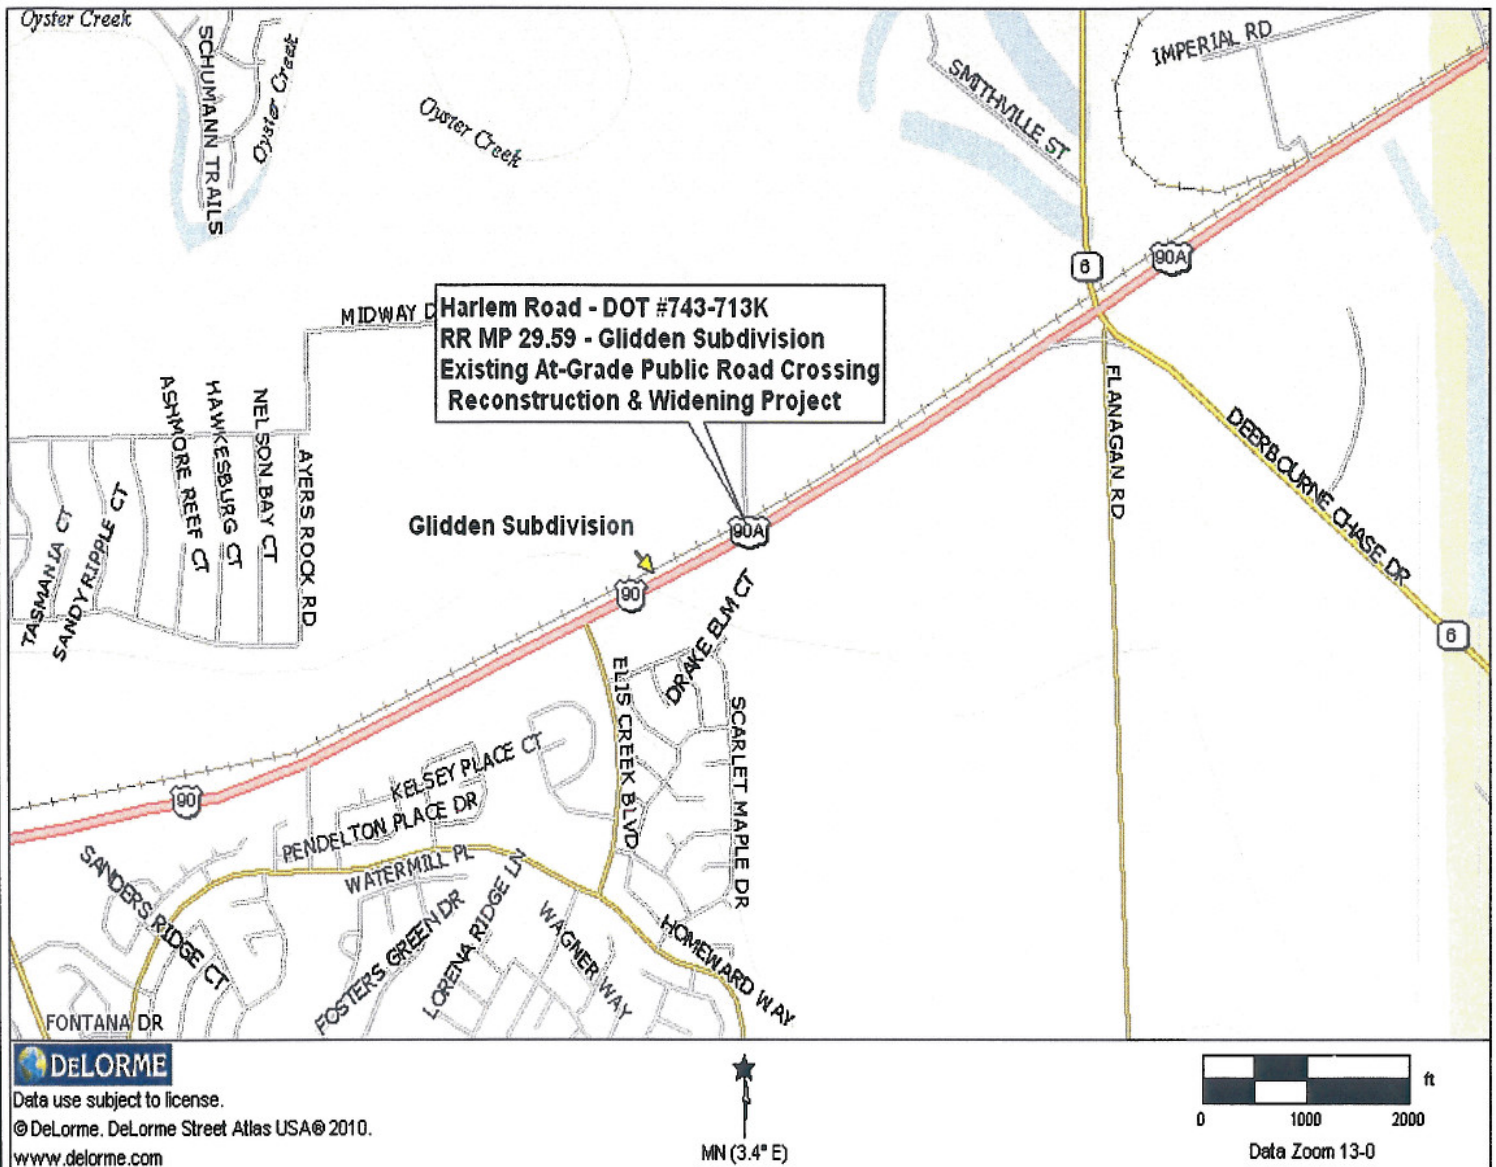 Oyster Creek
SCHUMANN TRAILS
Oyster Creek
Oyster Creek
SMITHVILLE ST
IMPERIAL RD
6
90A
MIDWAY D
Harlem Road - DOT #743-713K
RR MP 29.59 - Glidden Subdivision
Existing At-Grade Public Road Crossing
Reconstruction & Widening Project
ASHMORE REEF CT
HAWKESBURG CT
NELSON BAY CT
AYERS ROCK RD
TASMANIA CT
SANDY RIPPLE CT
FLANAGAN RD
DEERBOURNE CHASE DR
Glidden Subdivision
90A
90
6
DRAKE ELM CT
EL15 CREEK BLVD
SCARLET MAPLE DR
KELSEY PLACE CT
90
PENDELTON PLACE DR
WATERMILL PL
SANDERS RIDGE CT
FOSTERS GREEN DR
LORENA RIDGE LN
WAGNER WAY
HOMEWARD WAY
FONTANA DR
DELORME
Data use subject to license.
© DeLorme. DeLorme Street Atlas USA® 2010.
www.delorme.com
MN (3.4° E)
ft
0 1000 2000
Data Zoom 13-0